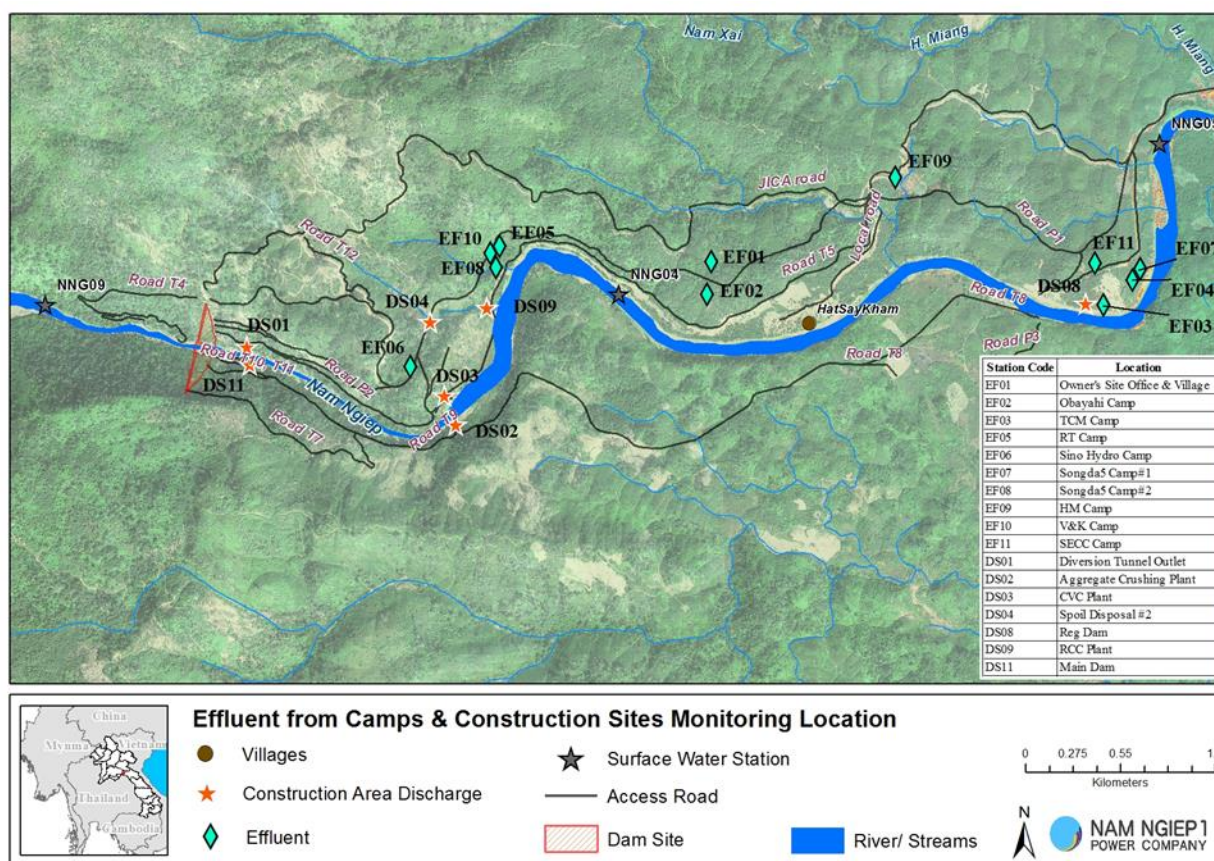 Nam Xai
H. Miang
H. Miang
NNG05
EF09
JICA road
Road P1
Local road
EF10
EF05
EF08
EF01
Road T5
EF11
EF07
Road T12
NNG09
Road T4
NNG04
EF02
DS08
EF04
DS04
DS09
Road T8
HatSayKham
EF03
DS01
Road T10
T11
Road P2
EF06
Road T8
Road P3
DS11
Nam Ngiep
DS03
Road T9
DS02
Road T7
Station Code Location
EF01 Owner's Site Office & Village
EF02 Obayahi Camp
EF03 TCM Camp
EF05 RT Camp
EF06 Sino Hydro Camp
EF07 Songda5 Camp#1
EF08 Songda5 Camp#2
EF09 HM Camp
EF10 V&K Camp
EF11 SECC Camp
DS01 Diversion Tunnel Outlet
DS02 Aggregate Crushing Plant
DS03 CVC Plant
DS04 Spoil Disposal #2
DS08 Reg Dam
DS09 RCC Plant
DS11 Main Dam
China
Mynma
Vietnam
Thailand
Cambodia
Effluent from Camps & Construction Sites Monitoring Location
Villages
Surface Water Station
Construction Area Discharge
Access Road
Effluent
Dam Site
River/ Streams
0 0.275 0.55
Kilometers
N
NAM NGIEP 1
POWER COMPANY